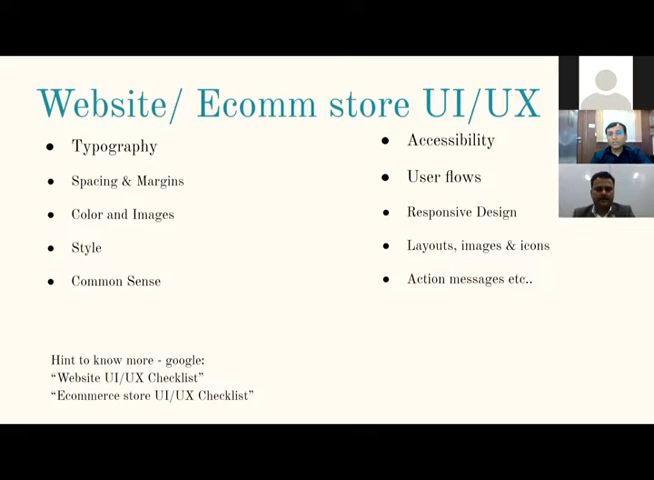 Website/ Ecomm store UI/UX
● Typography
● Spacing & Margins
● Color and Images
● Style
● Common Sense
● Accessibility
● User flows
● Responsive Design
● Layouts, images & icons
● Action messages etc..
Hint to know more - google:
“Website UI/UX Checklist”
“Ecommerce store UI/UX Checklist”